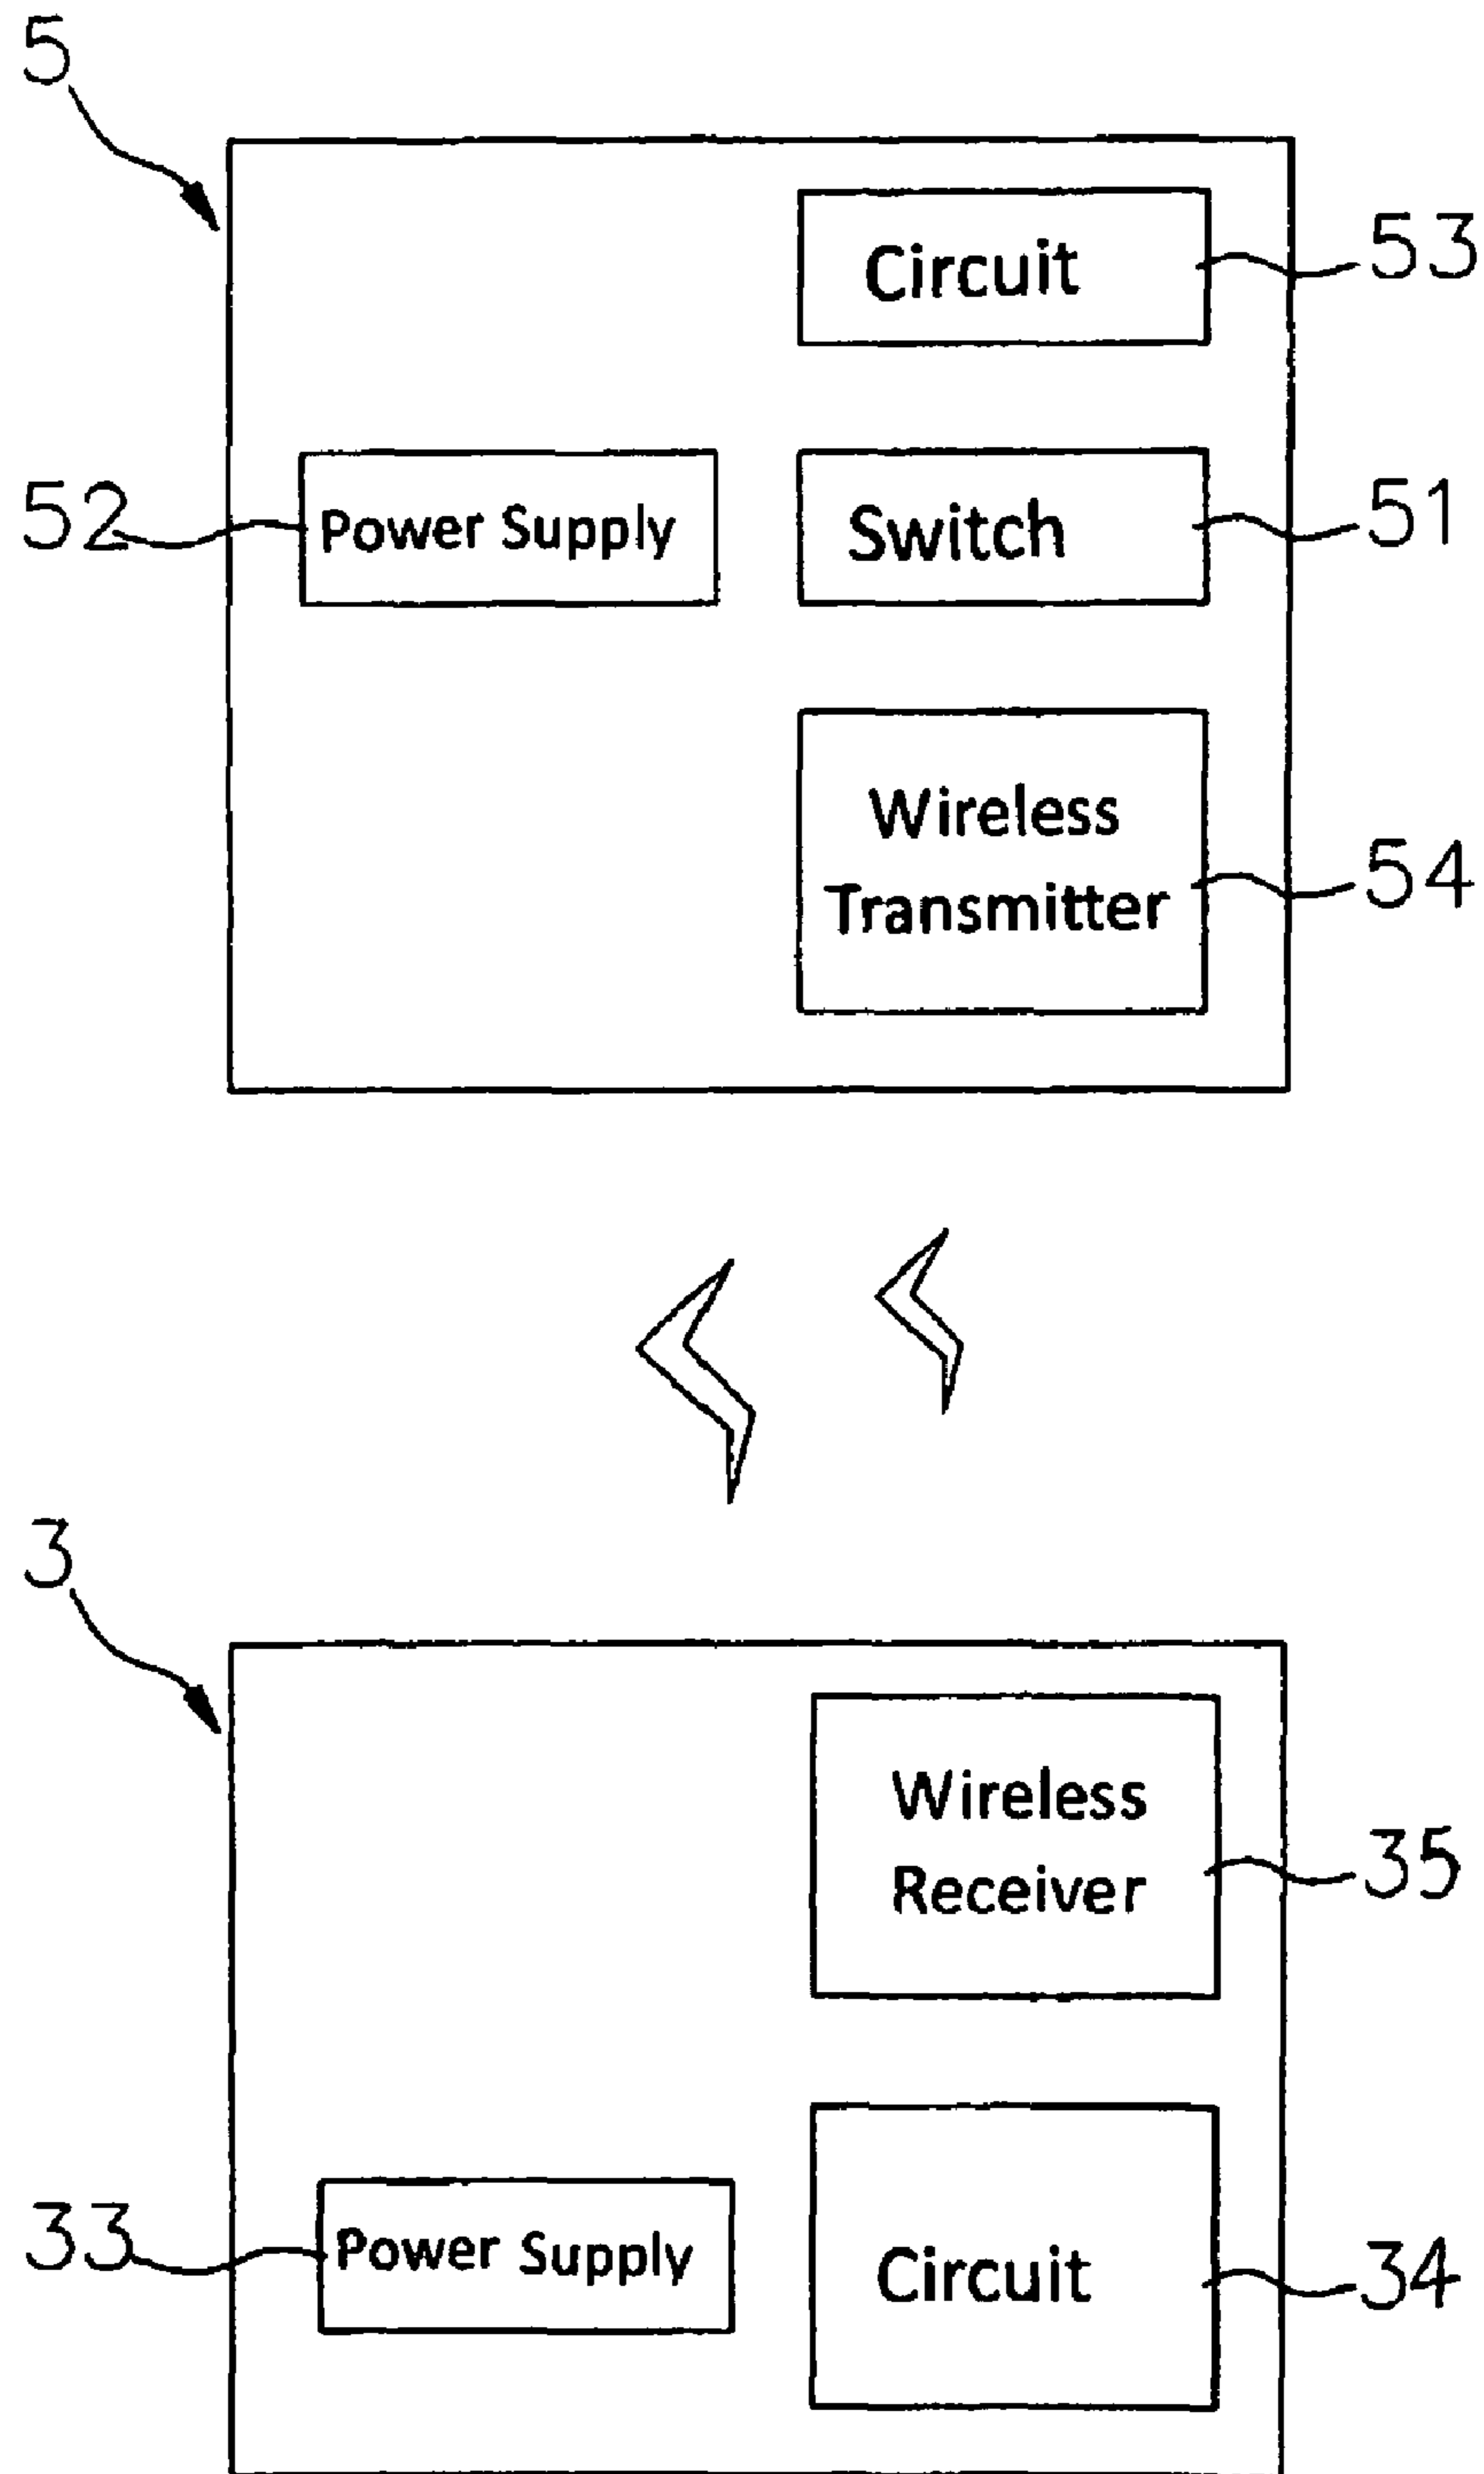 5
Circuit
53
52
Power Supply
Switch
51
Wireless
Transmitter
54
3
Wireless
Receiver
35
33
Power Supply
Circuit
34